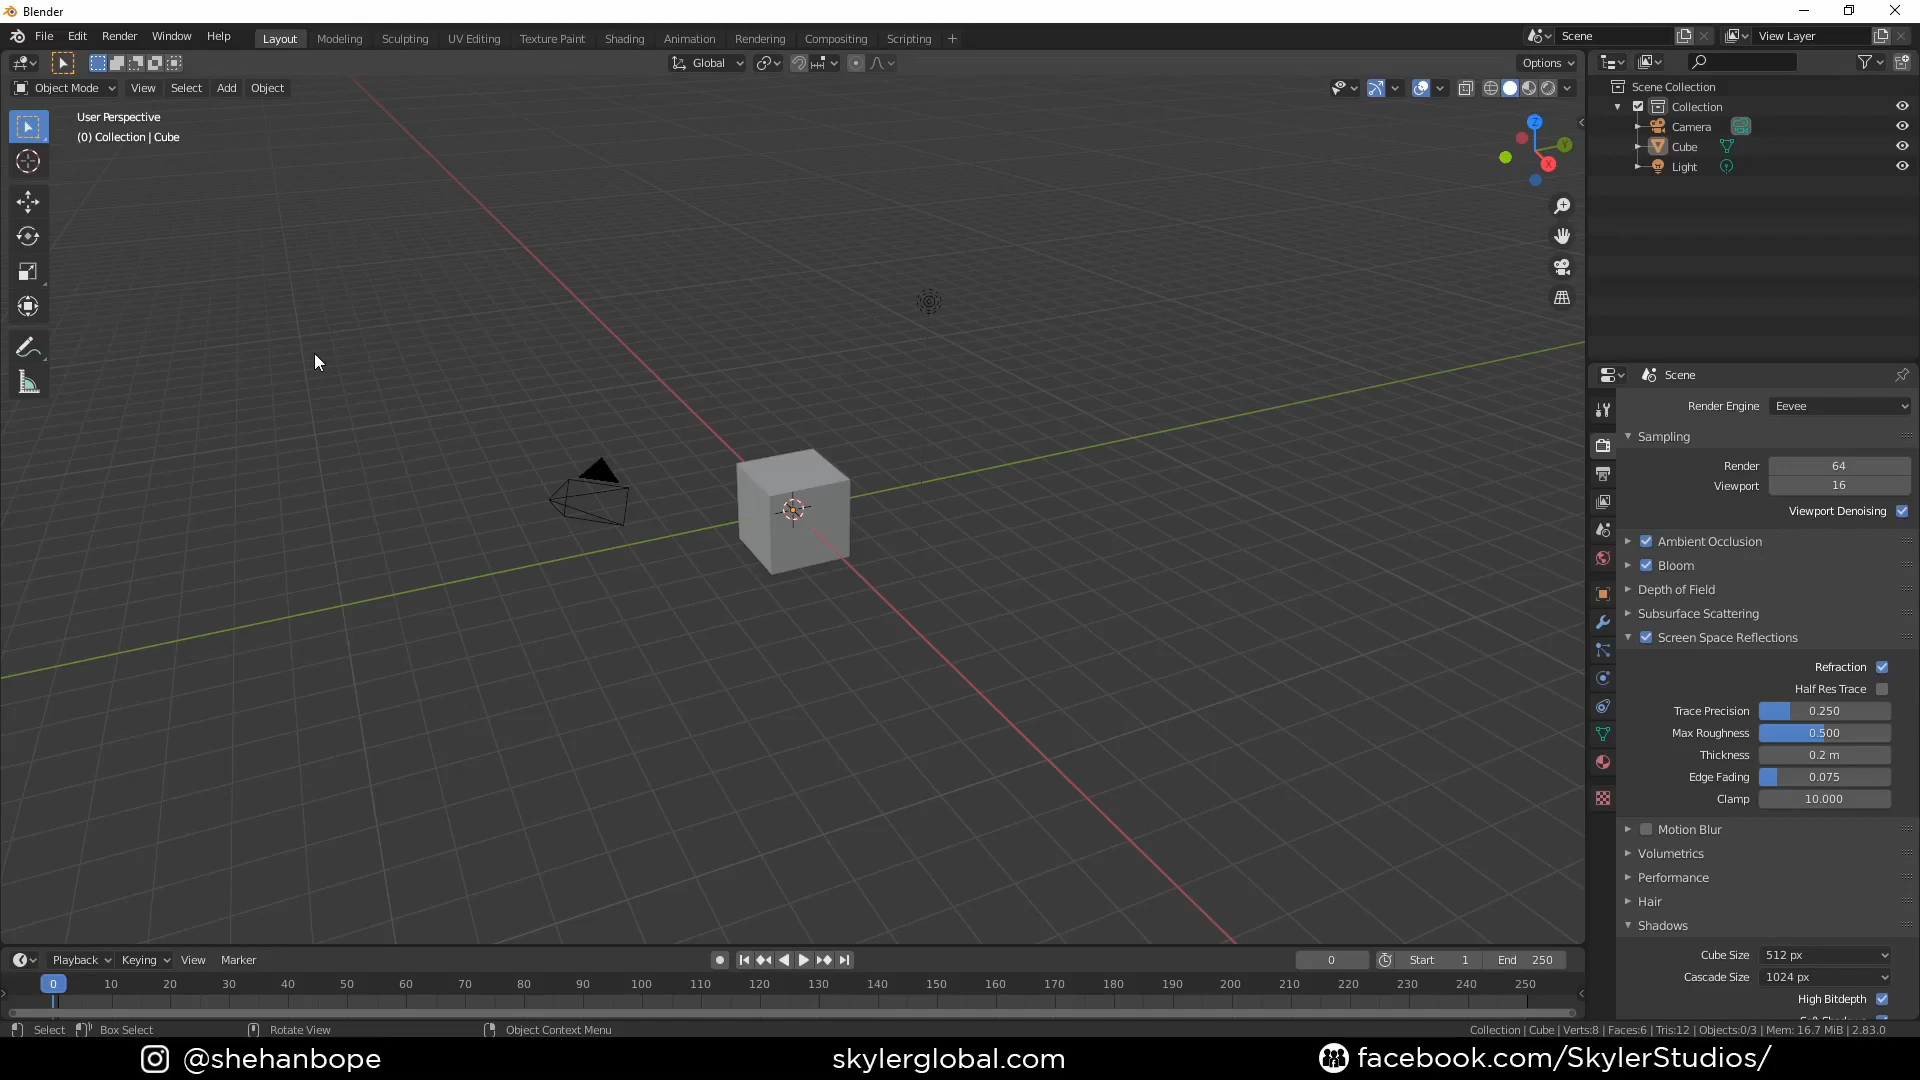 Blender
File Edit Render Window Help
Layout Modeling Sculpting UV Editing Texture Paint Shading Animation Rendering Compositing Scripting +
Scene
View Layer
Global
Options
Object Mode View Select Add Object
User Perspective
(0) Collection | Cube
Z
Y
X
Scene Collection
Collection
Camera
Cube
Light
Scene
Render Engine Eevee
Sampling
Render 64
Viewport 16
Viewport Denoising
Ambient Occlusion
Bloom
Depth of Field
Subsurface Scattering
Screen Space Reflections
Refraction
Half Res Trace
Trace Precision 0.250
Max Roughness 0.500
Thickness 0.2 m
Edge Fading 0.075
Clamp 10.000
Motion Blur
Volumetrics
Performance
Hair
Shadows
Cube Size 512 px
Cascade Size 1024 px
High Bitdepth
Playback Keying View Marker
0
Start 1
End 250
0 10 20 30 40 50 60 70 80 90 100 110 120 130 140 150 160 170 180 190 200 210 220 230 240 250
Select Box Select Rotate View Object Context Menu
Collection | Cube | Verts:8 | Faces:6 | Tris:12 | Objects:0/3 | Mem: 16.7 MiB | 2.83.0
@shehanbope
skylerglobal.com
facebook.com/SkylerStudios/